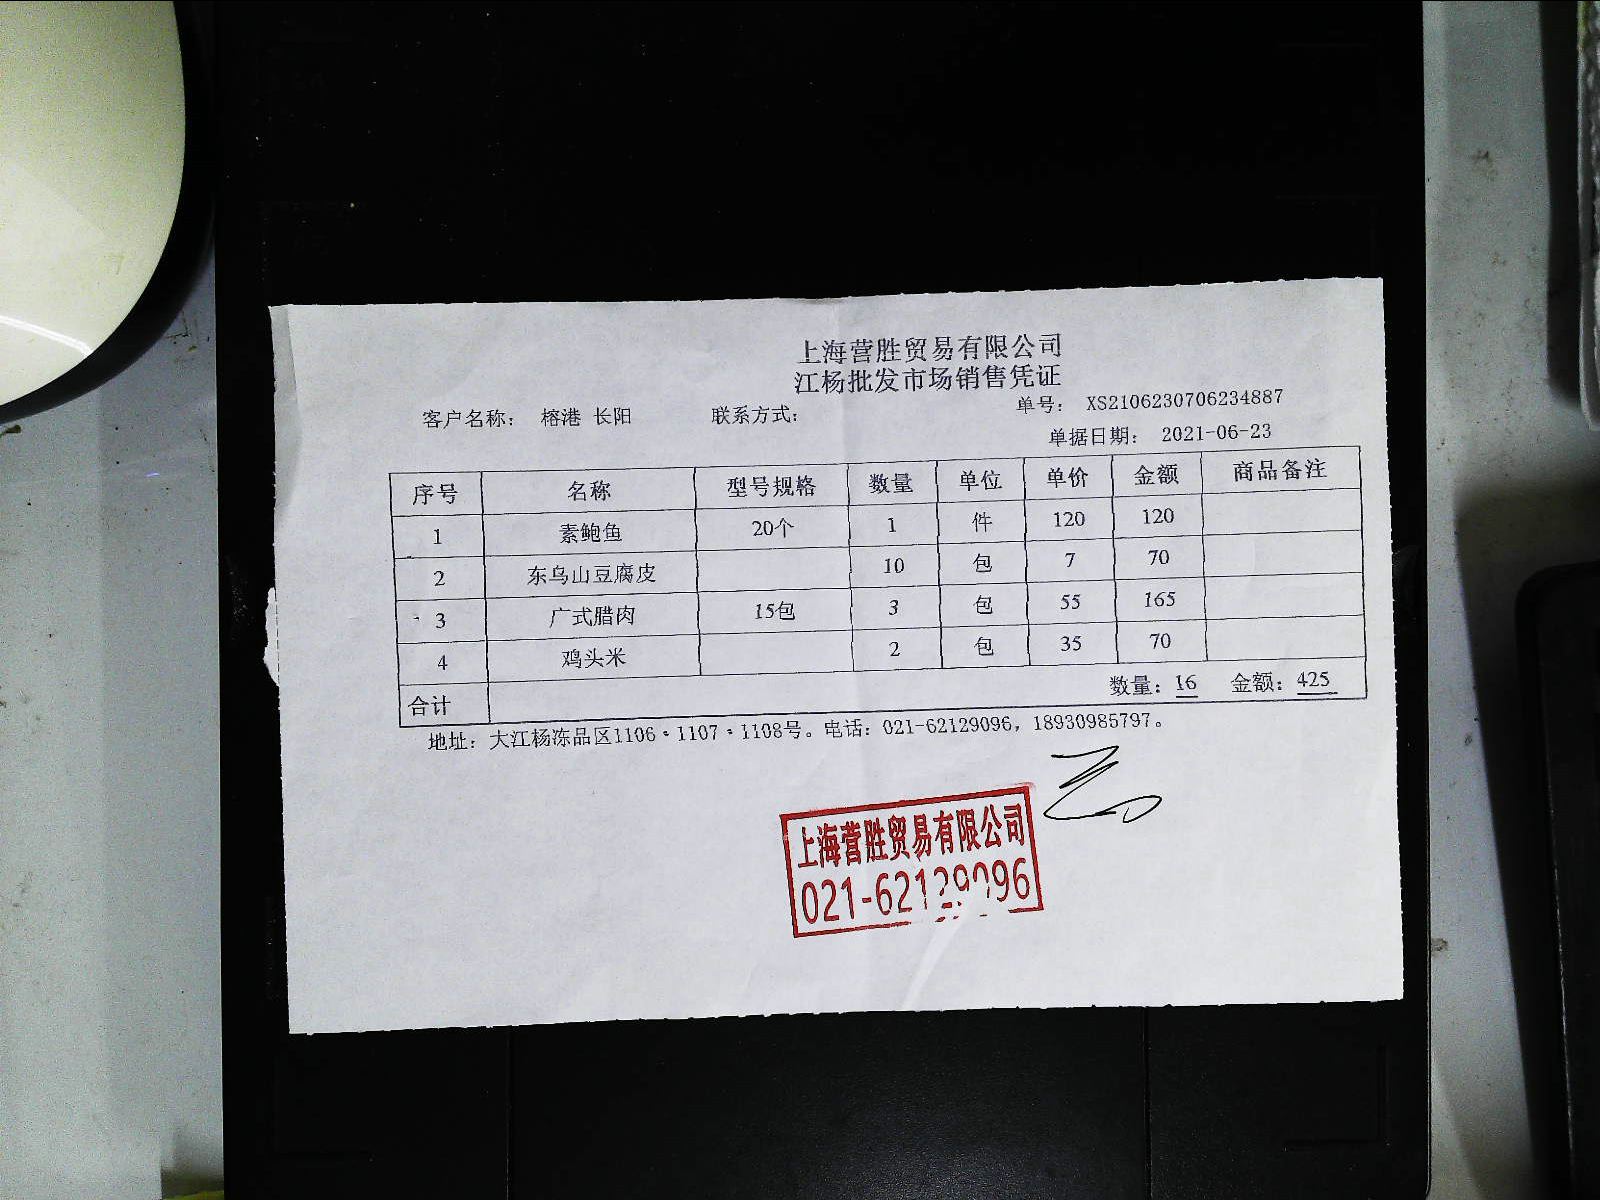 上海营胜贸易有限公司
江杨批发市场销售凭证
客户名称: 榕港 长阳 联系方式: 单号: XS2106230706234887
单据日期: 2021-06-23
序号 名称 型号规格 数量 单位 单价 金额 商品备注
1 素鲍鱼 20个 1 件 120 120
2 东乌山豆腐皮 10 包 7 70
3 广式腊肉 15包 3 包 55 165
4 鸡头米 2 包 35 70
合计 数量: 16 金额: 425
地址: 大江杨冻品区1106·1107·1108号。电话: 021-62129096, 18930985797。
上海营胜贸易有限公司
021-62129096